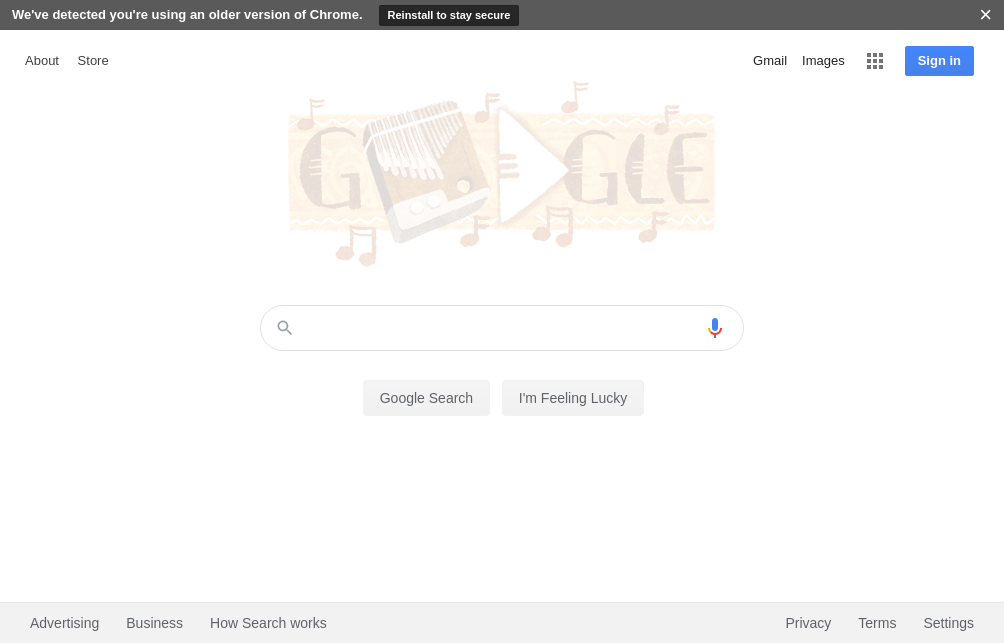 We've detected you're using an older version of Chrome. Reinstall to stay secure
About Store Gmail Images Sign in
Google Search I'm Feeling Lucky
Advertising Business How Search works Privacy Terms Settings